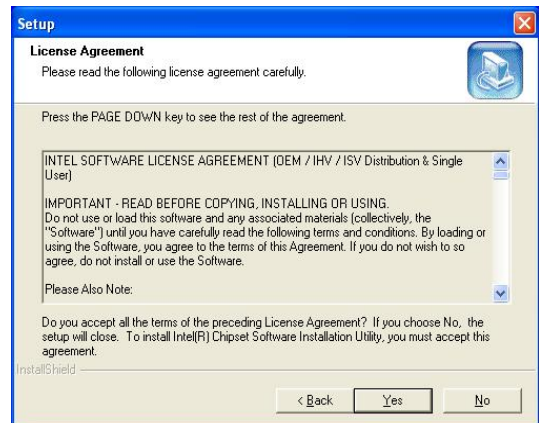 Setup
License Agreement
Please read the following license agreement carefully.
Press the PAGE DOWN key to see the rest of the agreement.
INTEL SOFTWARE LICENSE AGREEMENT (OEM / IHV / ISV Distribution & Single
User)
IMPORTANT - READ BEFORE COPYING, INSTALLING OR USING.
Do not use or load this software and any associated materials (collectively, the
"Software") until you have carefully read the following terms and conditions. By loading or
using the Software, you agree to the terms of this Agreement. If you do not wish to so
agree, do not install or use the Software.
Please Also Note:
Do you accept all the terms of the preceding License Agreement? If you choose No, the
setup will close. To install Intel(R) Chipset Software Installation Utility, you must accept this
agreement.
InstallShield
< Back Yes No